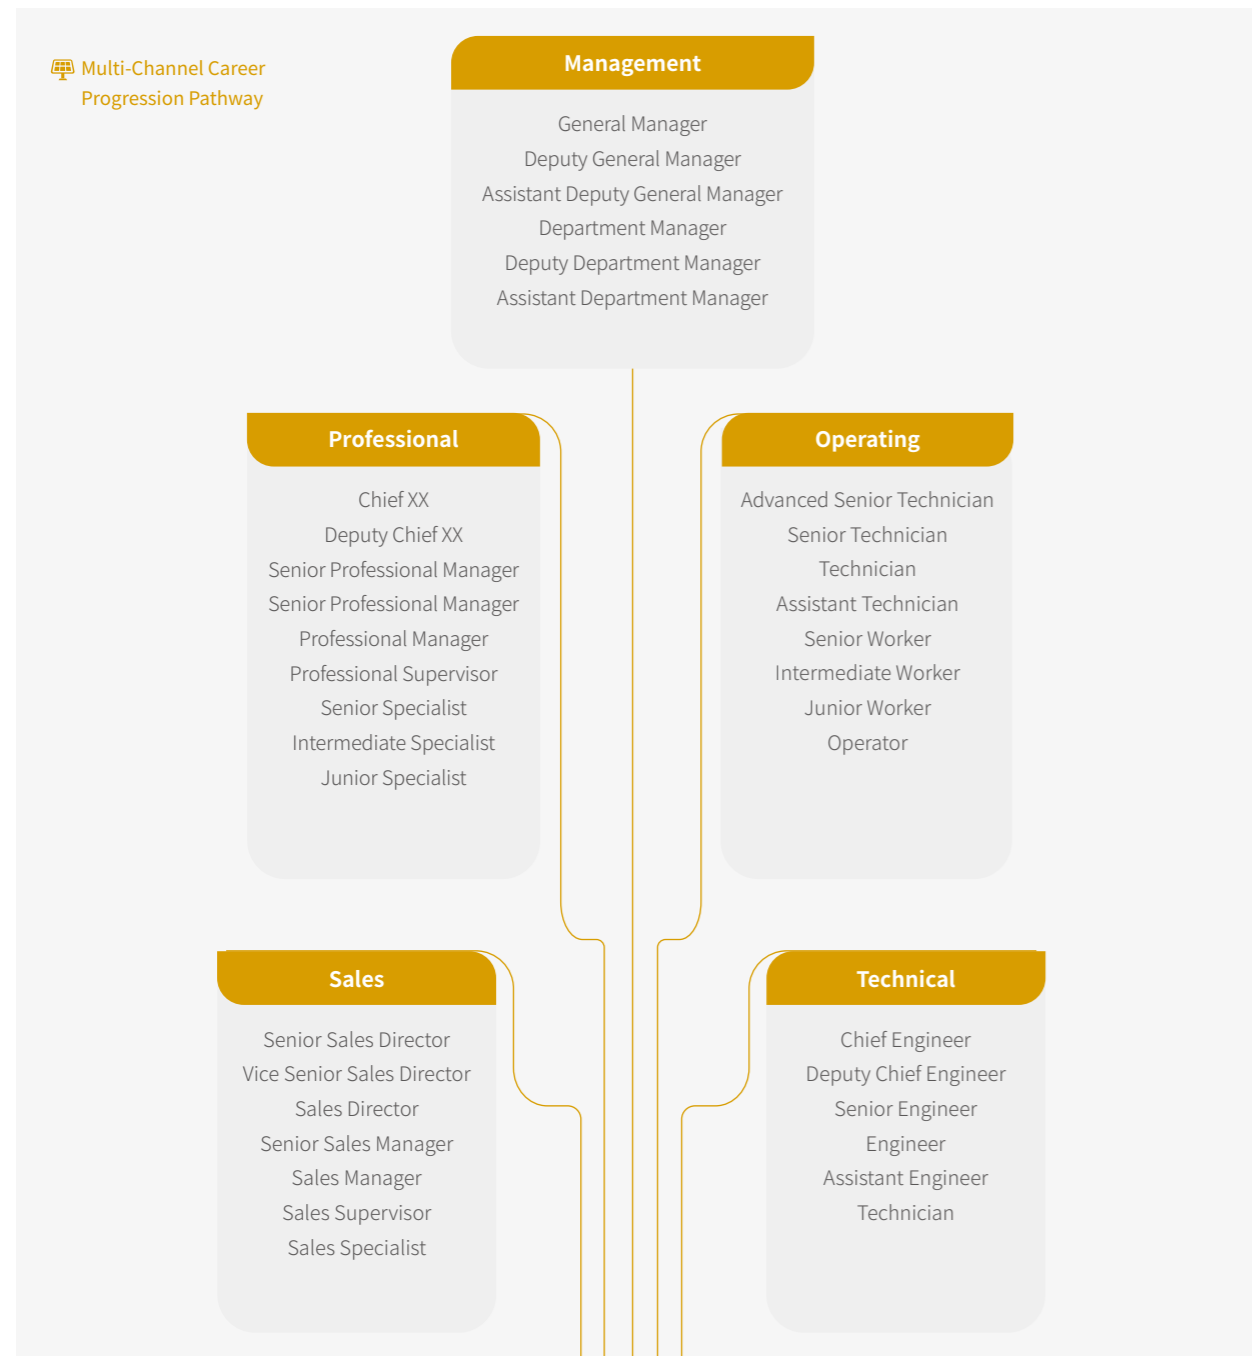 Multi-Channel Career
Progression Pathway
Management
General Manager
Deputy General Manager
Assistant Deputy General Manager
Department Manager
Deputy Department Manager
Assistant Department Manager
Professional
Chief XX
Deputy Chief XX
Senior Professional Manager
Senior Professional Manager
Professional Manager
Professional Supervisor
Senior Specialist
Intermediate Specialist
Junior Specialist
Operating
Advanced Senior Technician
Senior Technician
Technician
Assistant Technician
Senior Worker
Intermediate Worker
Junior Worker
Operator
Sales
Senior Sales Director
Vice Senior Sales Director
Sales Director
Senior Sales Manager
Sales Manager
Sales Supervisor
Sales Specialist
Technical
Chief Engineer
Deputy Chief Engineer
Senior Engineer
Engineer
Assistant Engineer
Technician